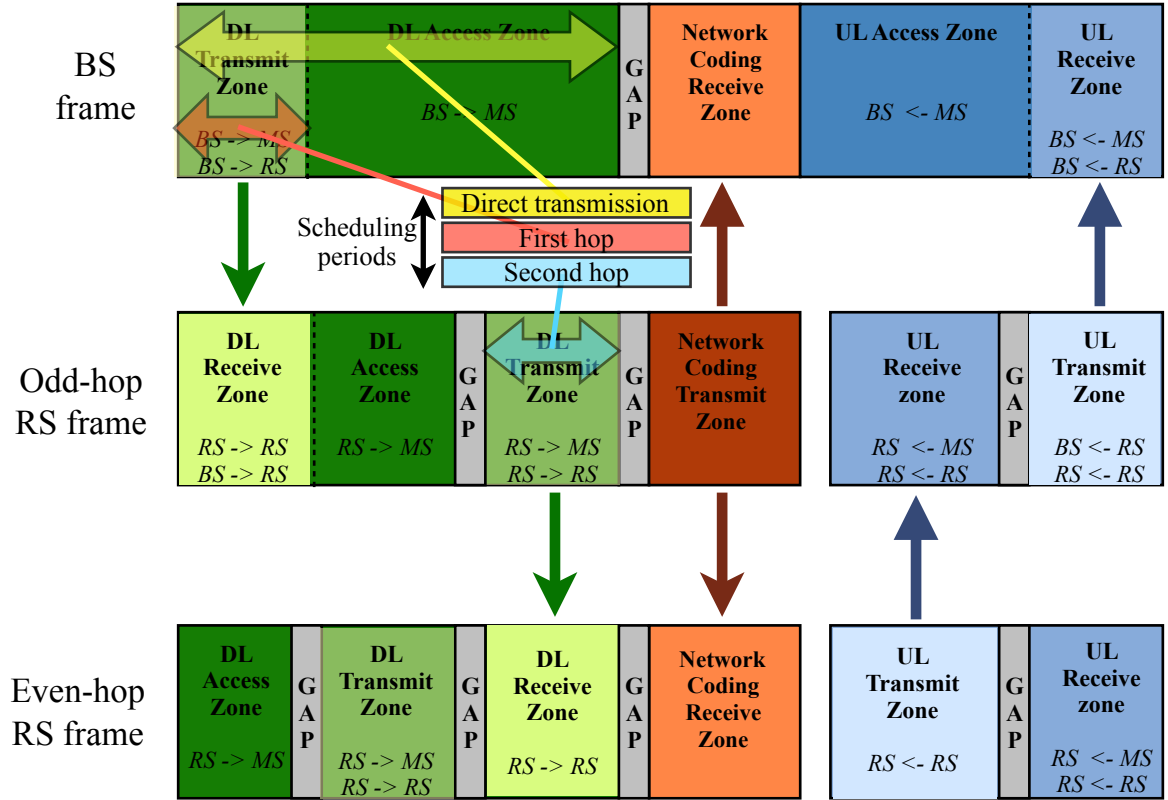 BS
frame
DL
Transmit
Zone
BS -> MS
BS -> RS
DL Access Zone
BS -> MS
G
A
P
Network
Coding
Receive
Zone
UL Access Zone
BS <- MS
UL
Receive
Zone
BS <- MS
BS <- RS
Scheduling
periods
Direct transmission
First hop
Second hop
Odd-hop
RS frame
DL
Receive
Zone
RS -> RS
BS -> RS
DL
Access
Zone
RS -> MS
G
A
P
DL
Transmit
Zone
RS -> MS
RS -> RS
G
A
P
Network
Coding
Transmit
Zone
UL
Receive
zone
RS <- MS
RS <- RS
G
A
P
UL
Transmit
Zone
BS <- RS
RS <- RS
Even-hop
RS frame
DL
Access
Zone
RS -> MS
G
A
P
DL
Transmit
Zone
RS -> MS
RS -> RS
G
A
P
DL
Receive
Zone
RS -> RS
G
A
P
Network
Coding
Receive
Zone
UL
Transmit
Zone
RS <- RS
G
A
P
UL
Receive
zone
RS <- MS
RS <- RS